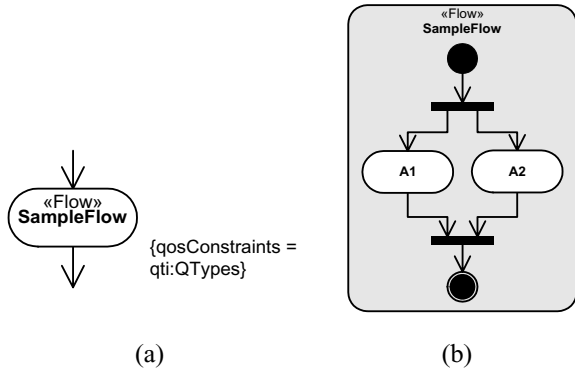 «Flow»
SampleFlow
{qosConstraints =
qti:QTypes}
(a)
«Flow»
SampleFlow
A1
A2
(b)